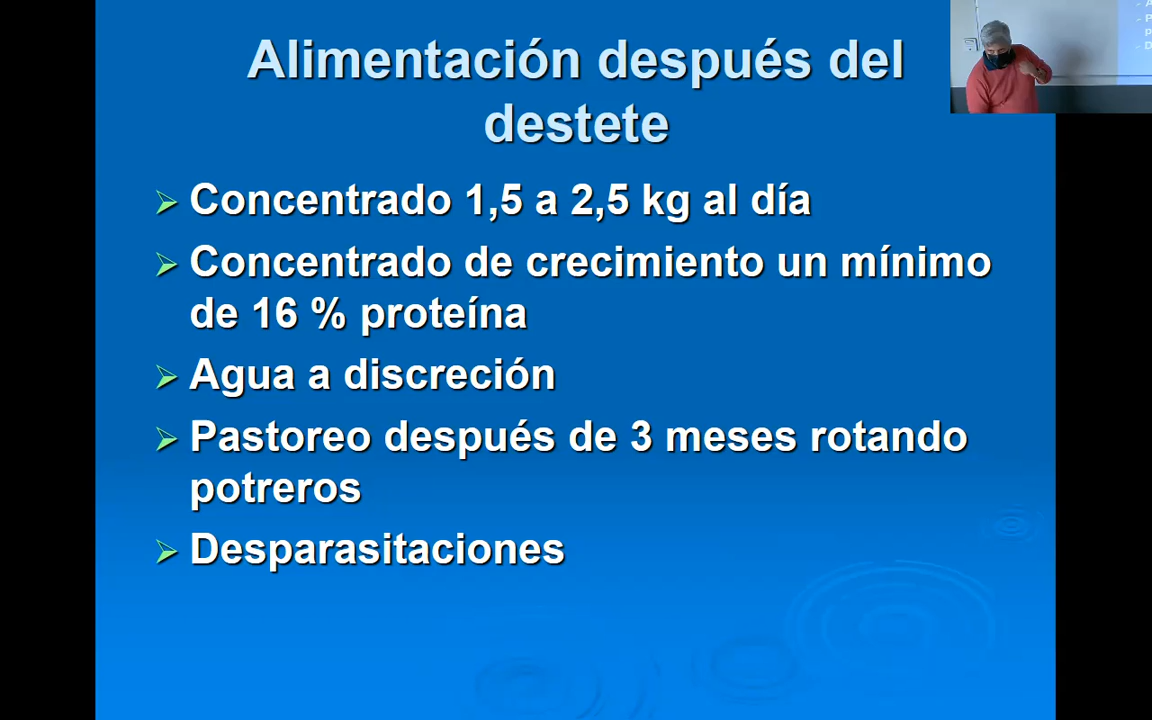 Alimentación después del
destete
Concentrado 1,5 a 2,5 kg al día
Concentrado de crecimiento un mínimo
de 16 % proteína
Agua a discreción
Pastoreo después de 3 meses rotando
potreros
Desparasitaciones